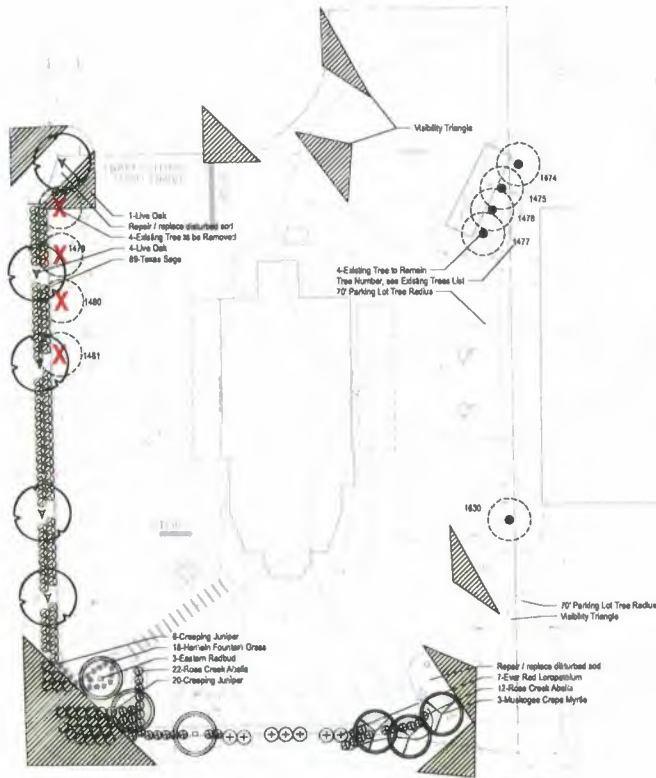 Visibility Triangle
1674
1475
1478
1477
1-Live Oak
Repair / replace disturbed sod
4-Existing Tree to be Removed
1479
4-Live Oak
89-Texas Sage
1480
1481
4-Existing Tree to Remain
Tree Number, see Existing Trees List
70' Parking Lot Tree Radius
1630
70' Parking Lot Tree Radius
Visibility Triangle
6-Creeping Juniper
18-Hameln Fountain Grass
3-Eastern Redbud
22-Rose Creek Abelia
20-Creeping Juniper
Repair / replace disturbed sod
7-Ever Red Loropetalum
12-Rose Creek Abelia
3-Muskogee Crepe Myrtle